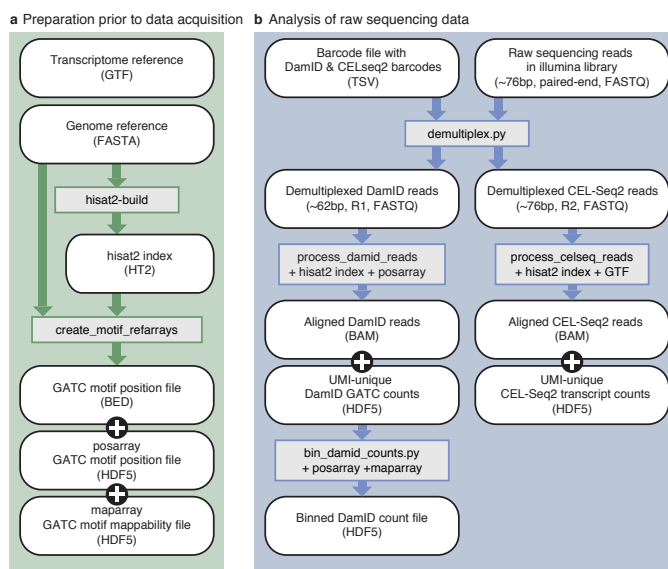 a Preparation prior to data acquisition
Transcriptome reference
(GTF)
Genome reference
(FASTA)
hisat2-build
hisat2 index
(HT2)
create_motif_refarrays
GATC motif position file
(BED)
posarray
GATC motif position file
(HDF5)
maparray
GATC motif mappability file
(HDF5)
b Analysis of raw sequencing data
Barcode file with
DamID & CELseq2 barcodes
(TSV)
Raw sequencing reads
in illumina library
(~76bp, paired-end, FASTQ)
demultiplex.py
Demultiplexed DamID reads
(~62bp, R1, FASTQ)
Demultiplexed CEL-Seq2 reads
(~76bp, R2, FASTQ)
process_damid_reads
+ hisat2 index + posarray
process_celseq_reads
+ hisat2 index + GTF
Aligned DamID reads
(BAM)
Aligned CEL-Seq2 reads
(BAM)
UMI-unique
DamID GATC counts
(HDF5)
UMI-unique
CEL-Seq2 transcript counts
(HDF5)
bin_damid_counts.py
+ posarray +maparray
Binned DamID count file
(HDF5)